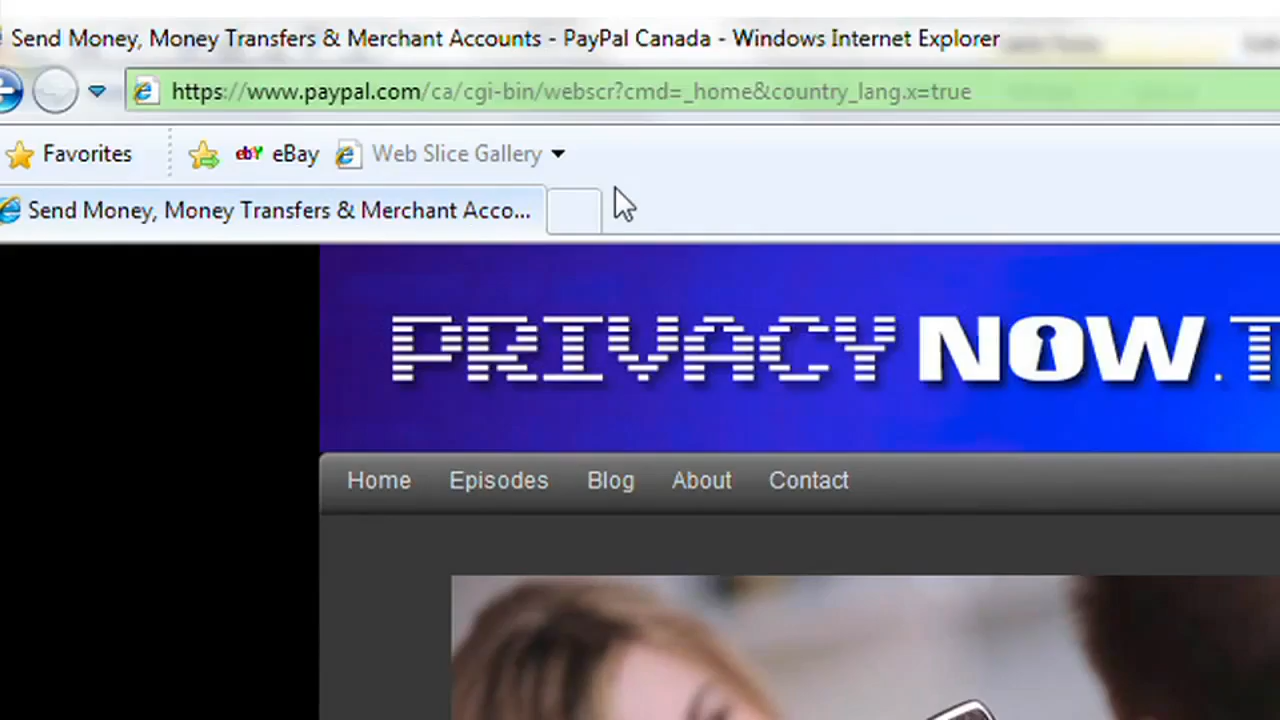 Send Money, Money Transfers & Merchant Accounts - PayPal Canada - Windows Internet Explorer
https://www.paypal.com/ca/cgi-bin/webscr?cmd=_home&country_lang.x=true
Favorites eBay Web Slice Gallery
Send Money, Money Transfers & Merchant Acco...
PRIVACY NOW.T
Home Episodes Blog About Contact